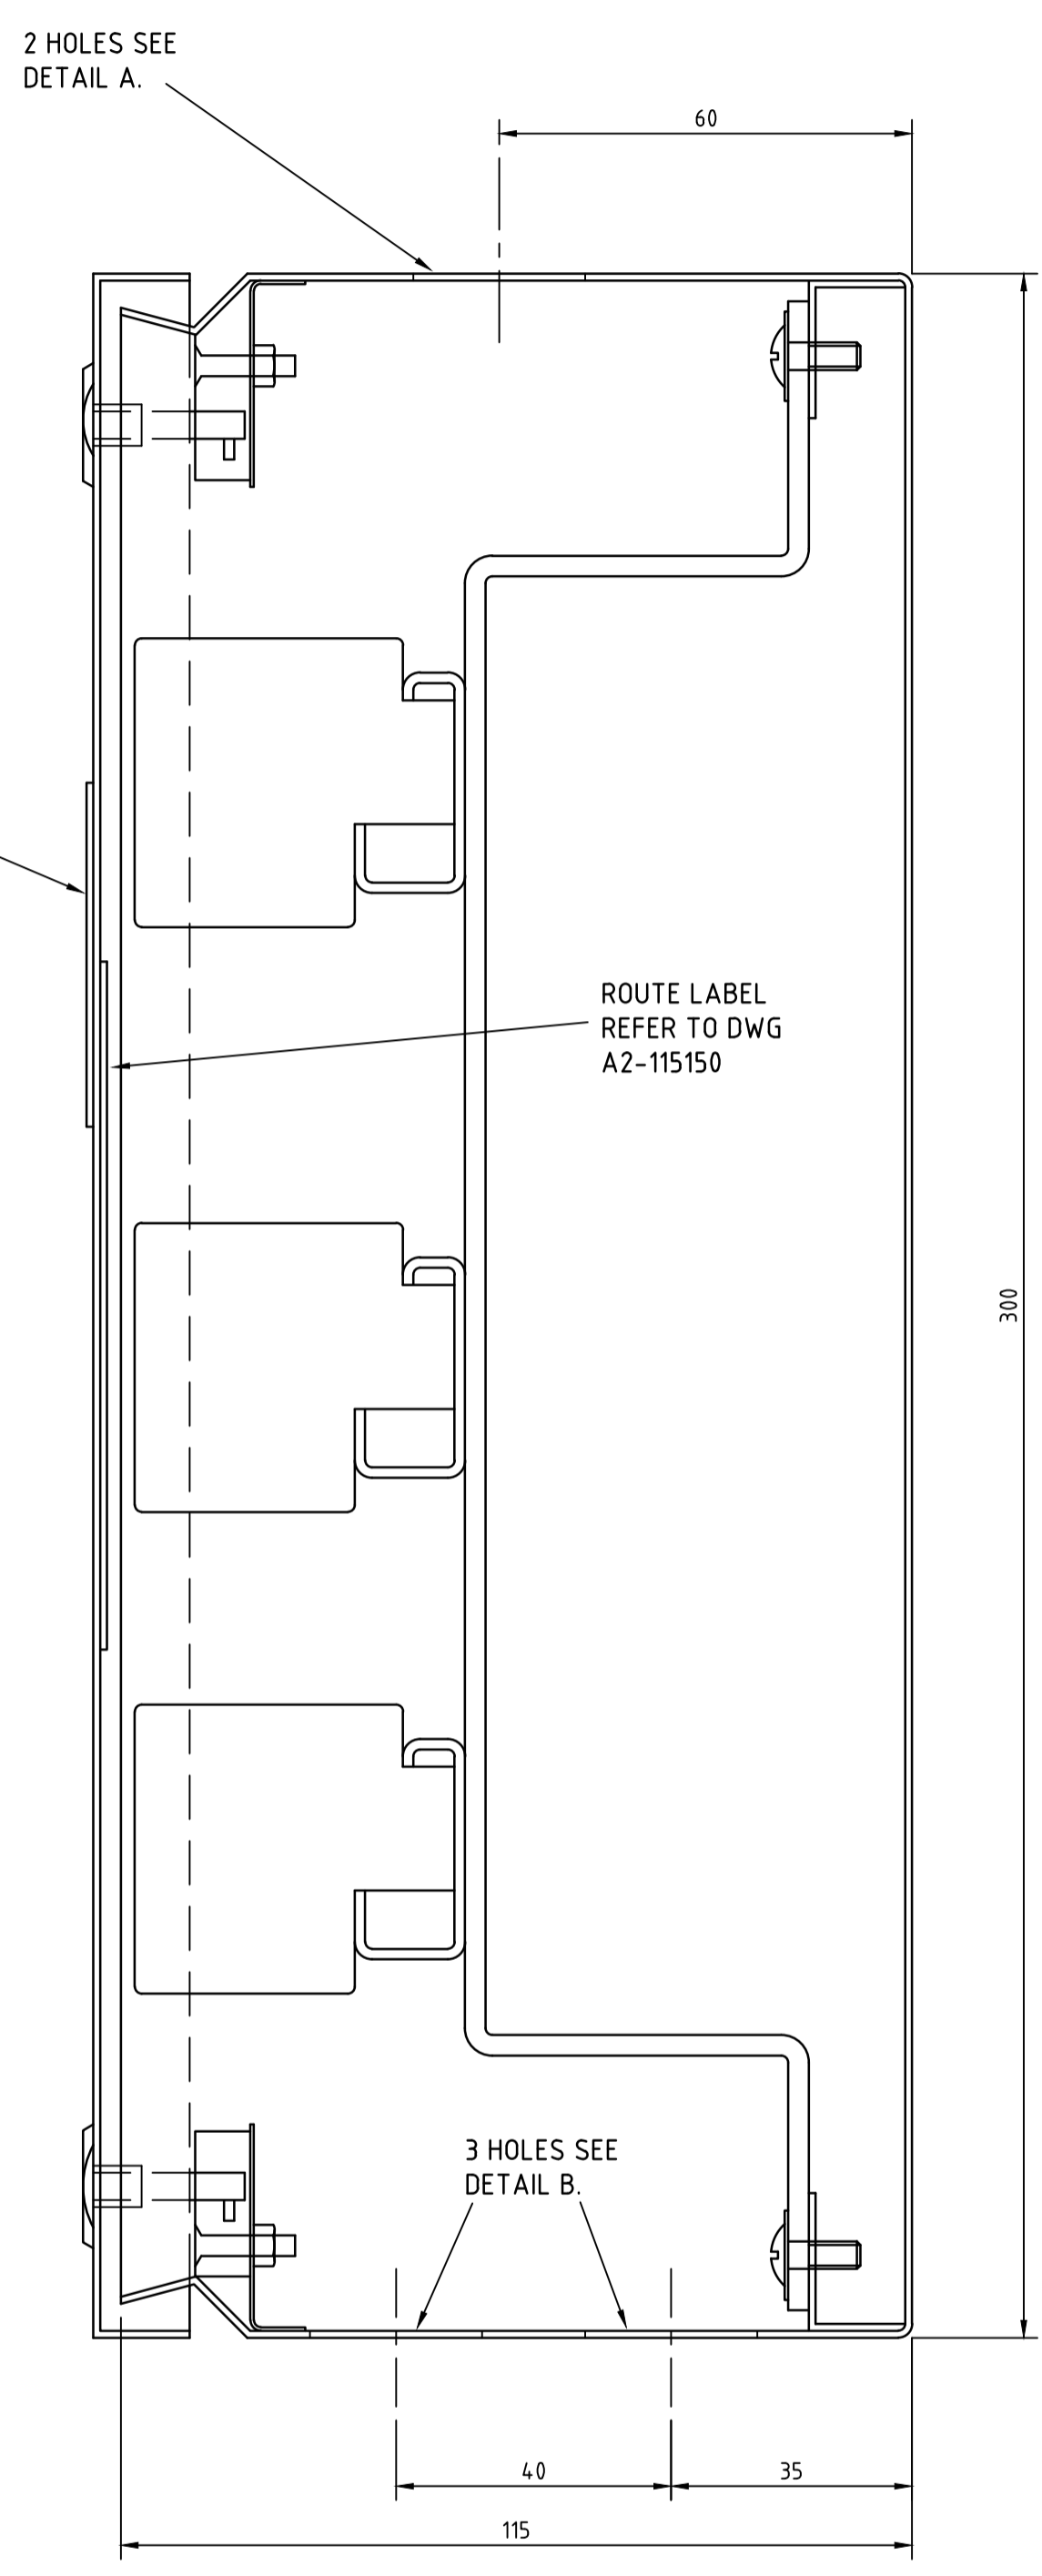 2 HOLES SEE
DETAIL A.
60
ROUTE LABEL
REFER TO DWG
A2-115150
300
3 HOLES SEE
DETAIL B.
40
35
115